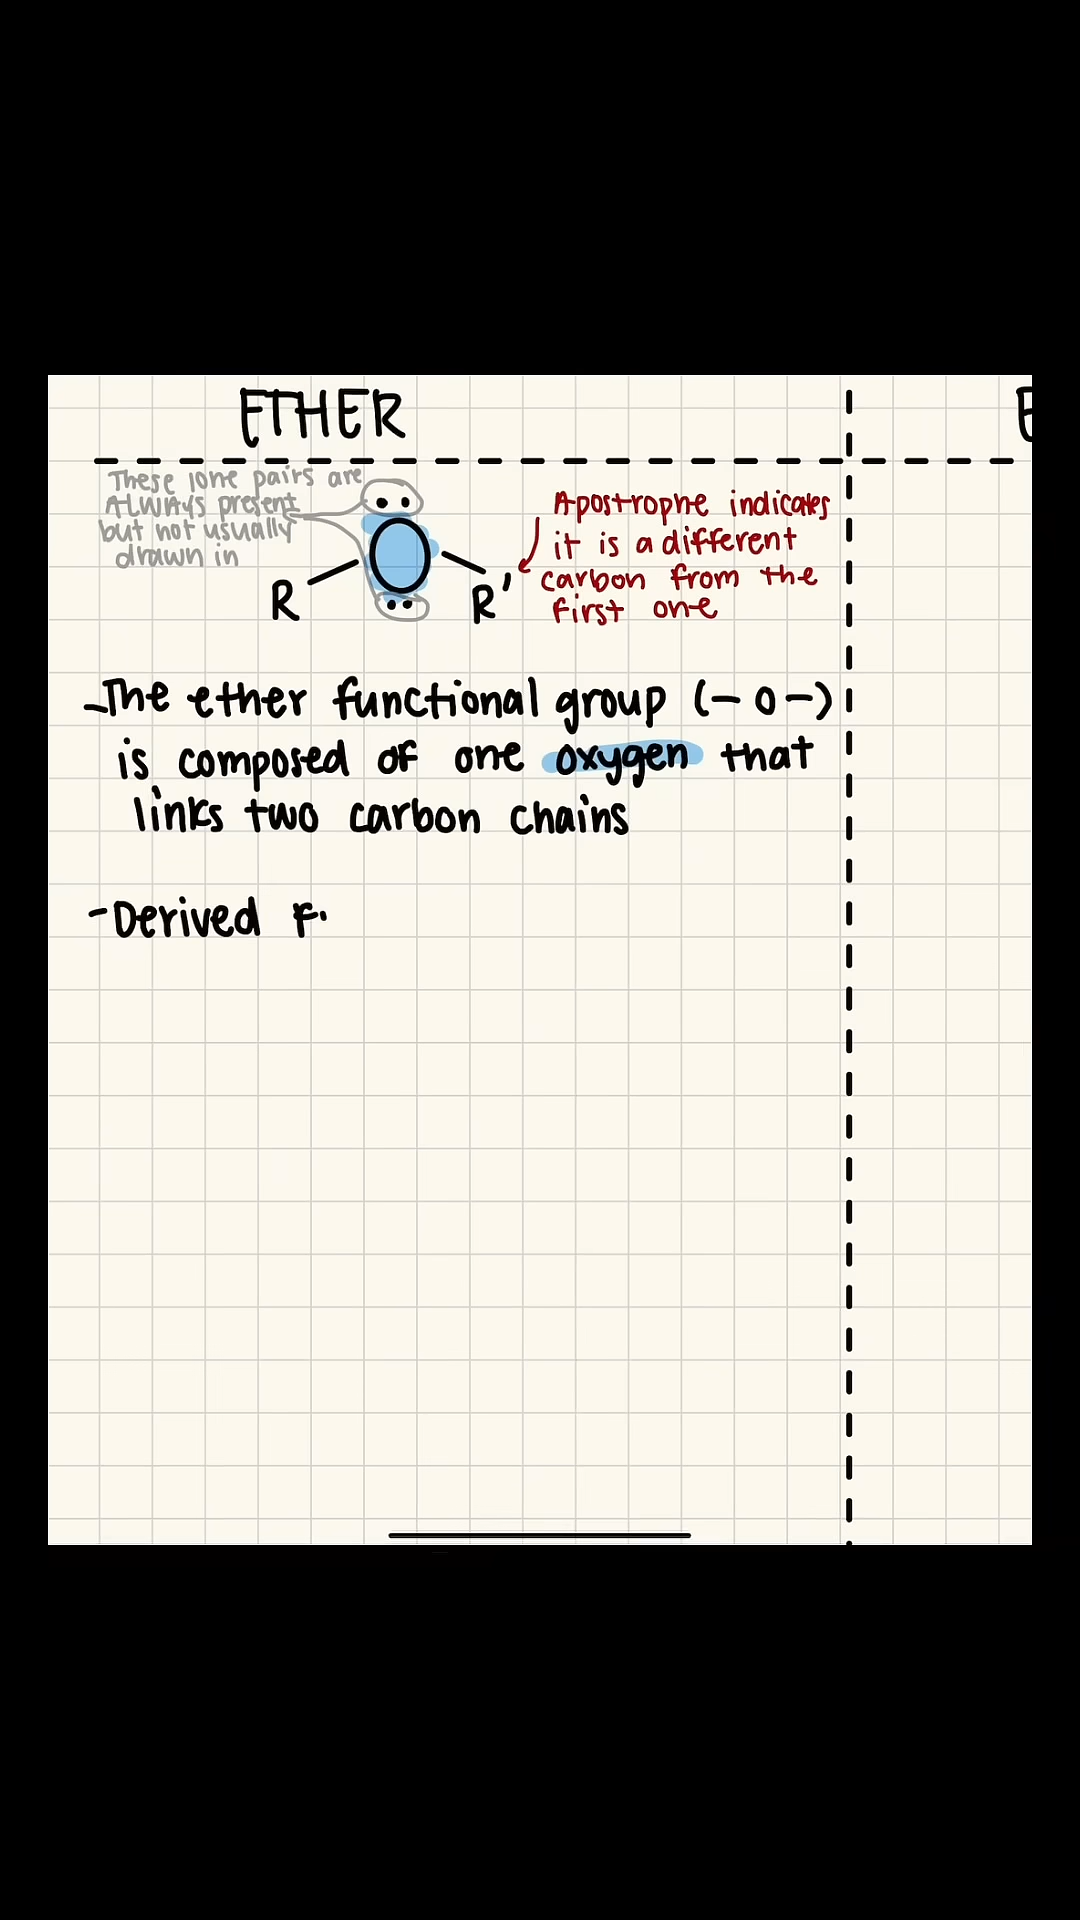 ETHER
E
These lone pairs are
ALWAYS present
but not usually
drawn in
Apostrophe indicates
it is a different
carbon from the
first one
R O R'
-The ether functional group (-O-)
is composed of one oxygen that
links two carbon chains
-Derived F